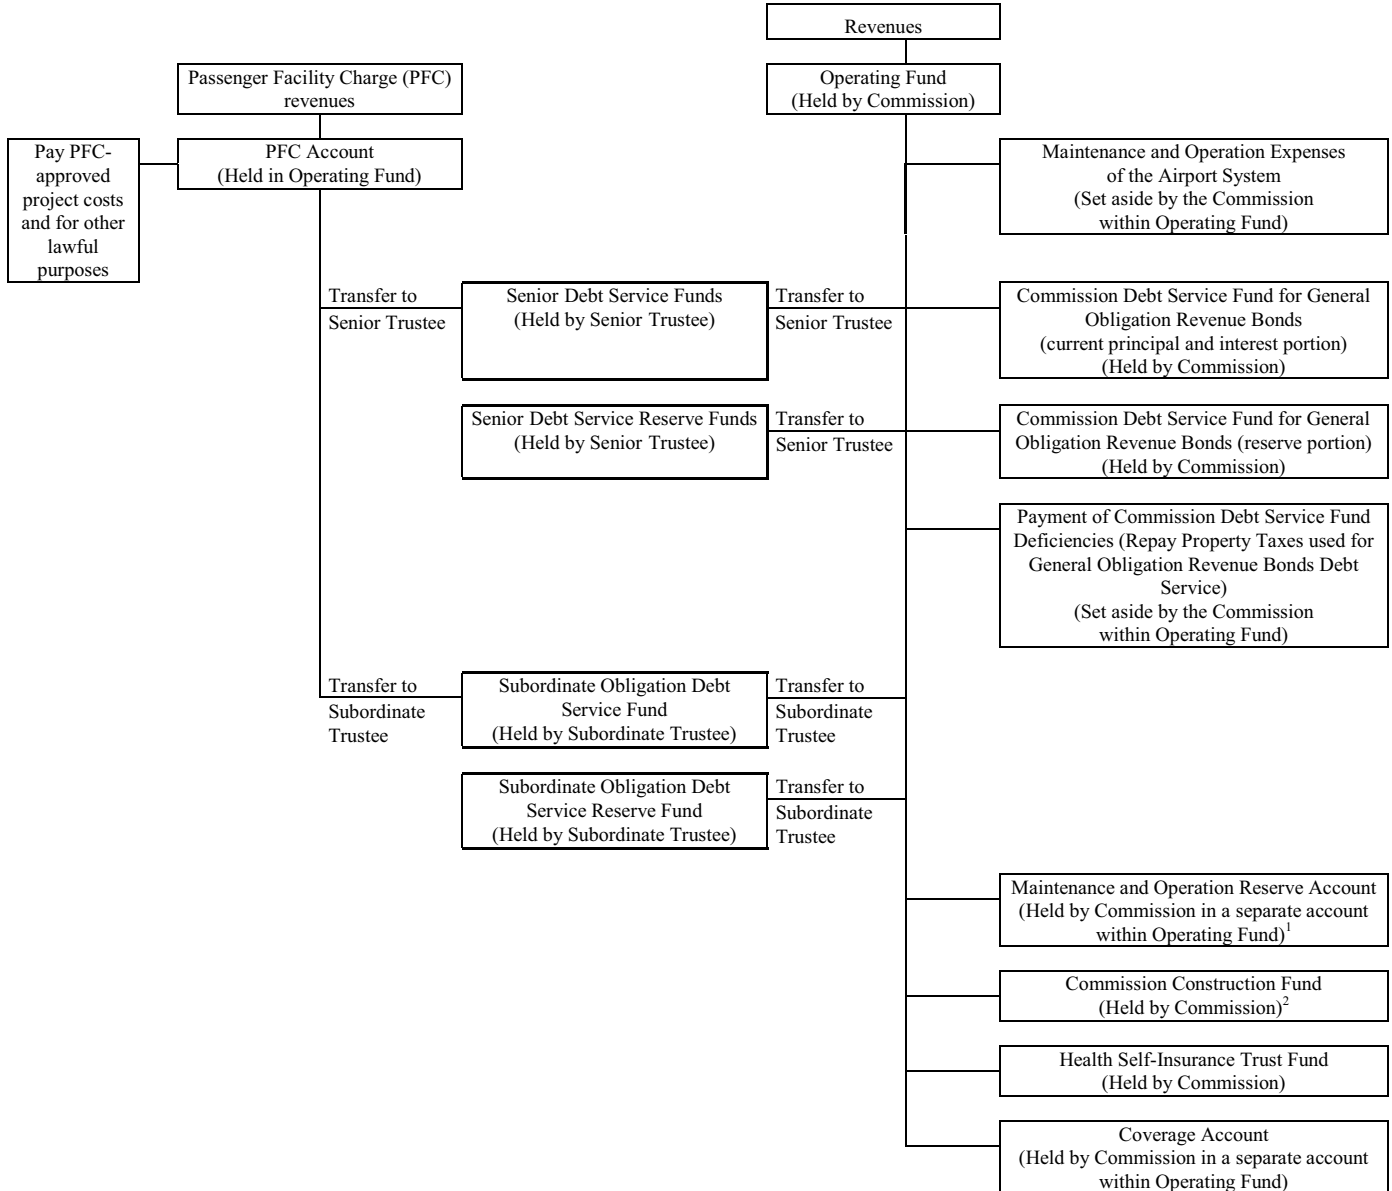 Revenues
Passenger Facility Charge (PFC)
revenues
Operating Fund
(Held by Commission)
Pay PFC-
approved
project costs
and for other
lawful
purposes
PFC Account
(Held in Operating Fund)
Maintenance and Operation Expenses
of the Airport System
(Set aside by the Commission
within Operating Fund)
Transfer to
Senior Trustee
Senior Debt Service Funds
(Held by Senior Trustee)
Transfer to
Senior Trustee
Commission Debt Service Fund for General
Obligation Revenue Bonds
(current principal and interest portion)
(Held by Commission)
Senior Debt Service Reserve Funds
(Held by Senior Trustee)
Transfer to
Senior Trustee
Commission Debt Service Fund for General
Obligation Revenue Bonds (reserve portion)
(Held by Commission)
Payment of Commission Debt Service Fund
Deficiencies (Repay Property Taxes used for
General Obligation Revenue Bonds Debt
Service)
(Set aside by the Commission
within Operating Fund)
Transfer to
Subordinate
Trustee
Subordinate Obligation Debt
Service Fund
(Held by Subordinate Trustee)
Transfer to
Subordinate
Trustee
Subordinate Obligation Debt
Service Reserve Fund
(Held by Subordinate Trustee)
Transfer to
Subordinate
Trustee
Maintenance and Operation Reserve Account
(Held by Commission in a separate account
within Operating Fund)1
Commission Construction Fund
(Held by Commission)2
Health Self-Insurance Trust Fund
(Held by Commission)
Coverage Account
(Held by Commission in a separate account
within Operating Fund)